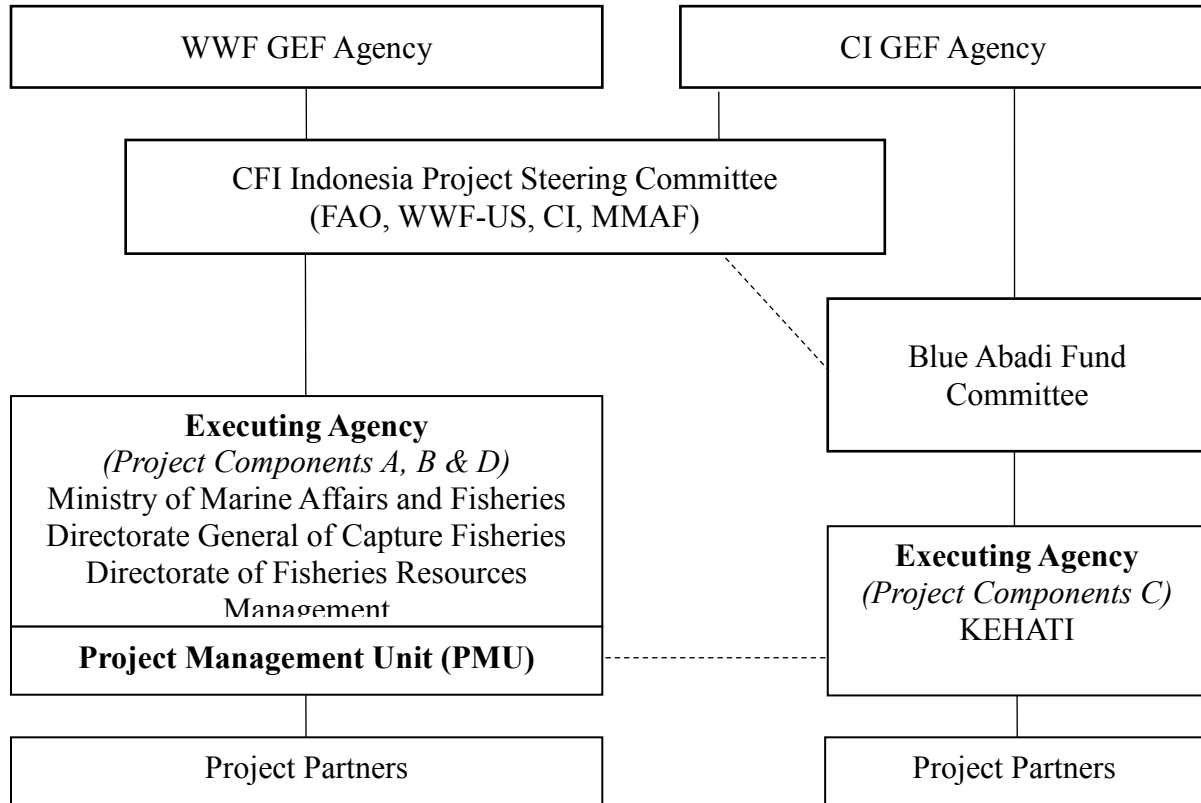 WWF GEF Agency
CI GEF Agency
CFI Indonesia Project Steering Committee
(FAO, WWF-US, CI, MMAF)
Blue Abadi Fund
Committee
Executing Agency
(Project Components A, B & D)
Ministry of Marine Affairs and Fisheries
Directorate General of Capture Fisheries
Directorate of Fisheries Resources
Management
Project Management Unit (PMU)
Executing Agency
(Project Components C)
KEHATI
Project Partners
Project Partners